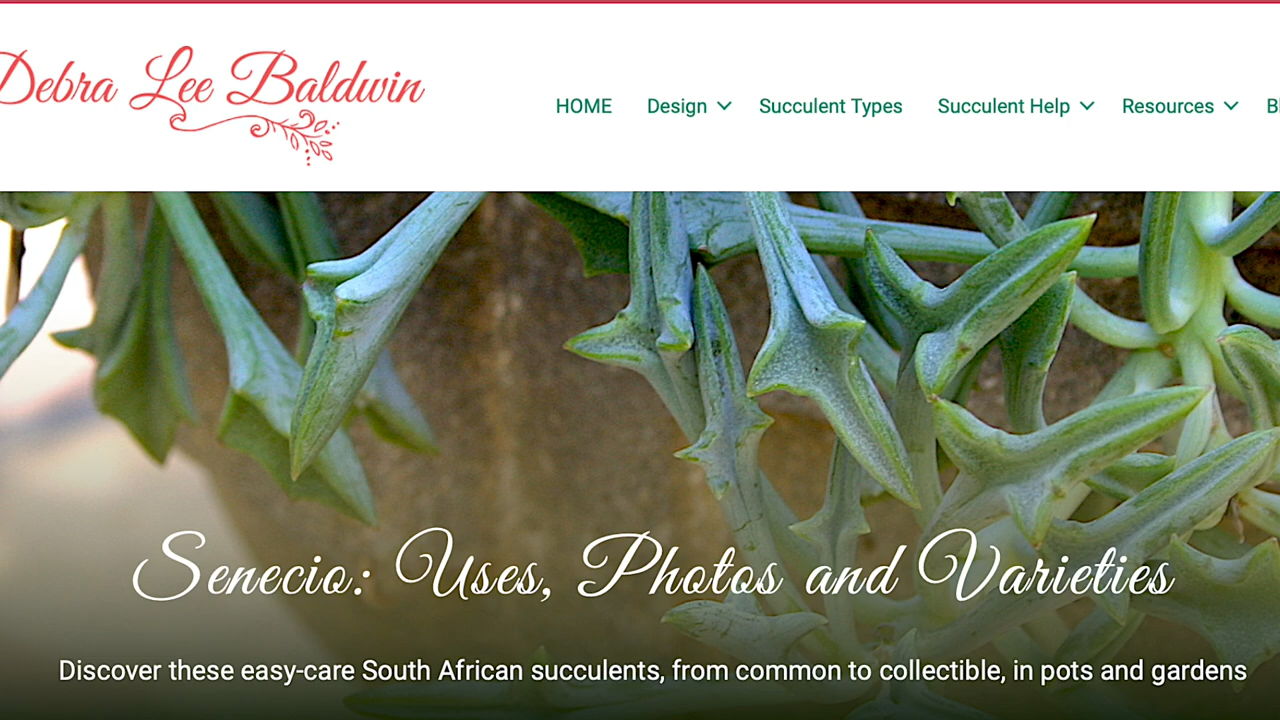 Debra Lee Baldwin
HOME Design Succulent Types Succulent Help Resources
Senecio: Uses, Photos and Varieties
Discover these easy-care South African succulents, from common to collectible, in pots and gardens